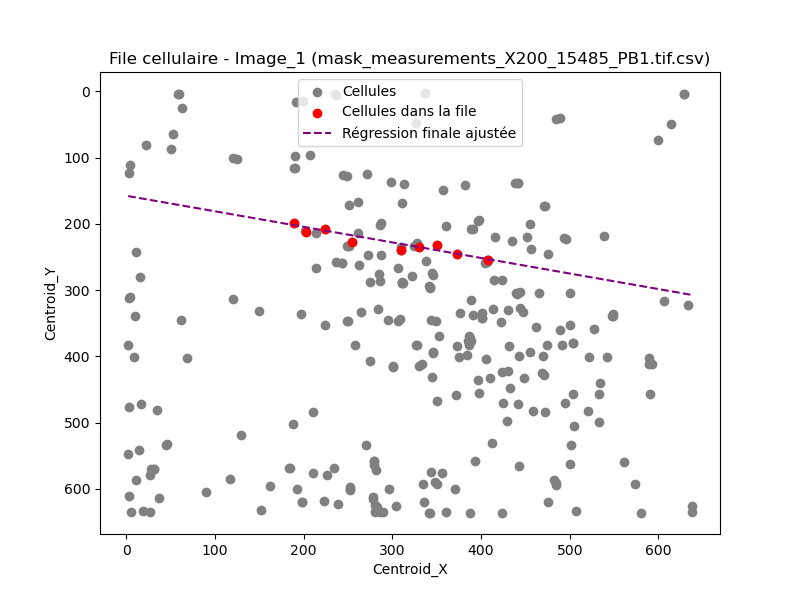 File cellulaire - Image_1 (mask_measurements_X200_15485_PB1.tif.csv)
Cellules
Cellules dans la file
Régression finale ajustée
Centroid_Y
0
100
200
300
400
500
600
0 100 200 300 400 500 600
Centroid_X